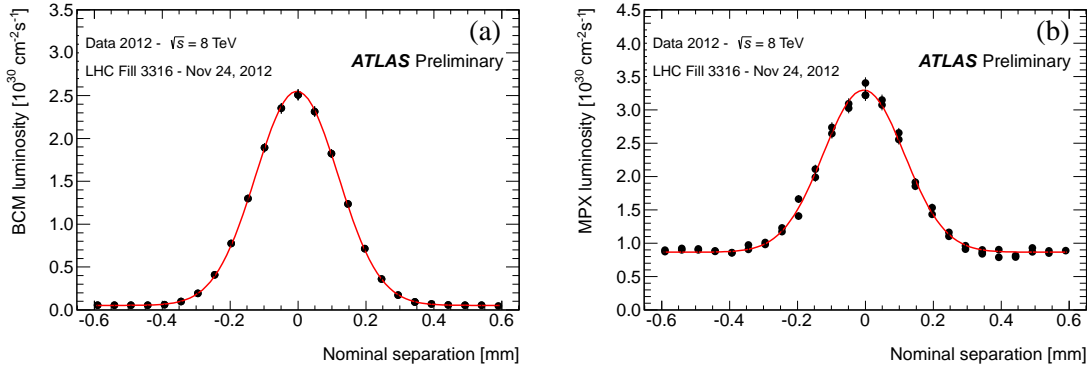 (a)
Data 2012 - √s = 8 TeV
ATLAS Preliminary
LHC Fill 3316 - Nov 24, 2012
BCM luminosity [10³⁰ cm⁻²s⁻¹]
3.5
3.0
2.5
2.0
1.5
1.0
0.5
0.0
-0.6 -0.4 -0.2 0 0.2 0.4 0.6
Nominal separation [mm]
(b)
Data 2012 - √s = 8 TeV
ATLAS Preliminary
LHC Fill 3316 - Nov 24, 2012
MPX luminosity [10³⁰ cm⁻²s⁻¹]
4.5
4.0
3.5
3.0
2.5
2.0
1.5
1.0
0.5
0.0
-0.6 -0.4 -0.2 0 0.2 0.4 0.6
Nominal separation [mm]